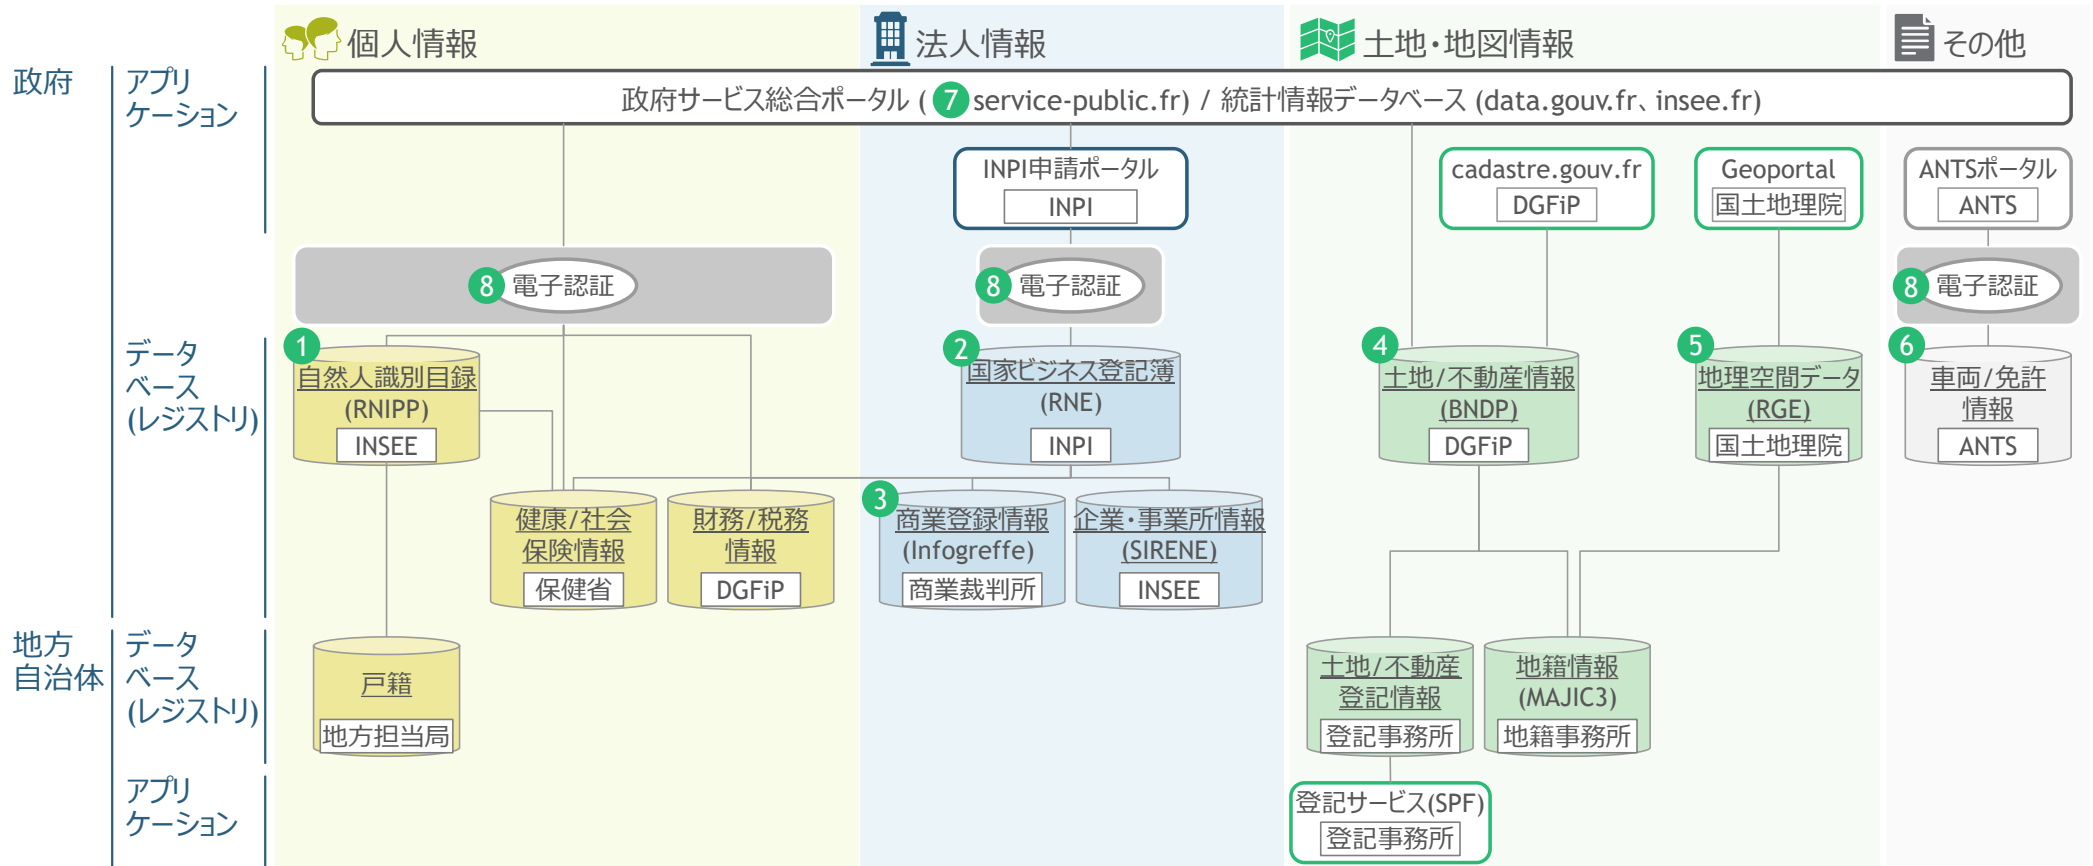 個人情報
法人情報
土地・地図情報
その他
政府
アプリ
ケーション
政府サービス総合ポータル ( 7 service-public.fr) / 統計情報データベース (data.gouv.fr、insee.fr)
INPI申請ポータル
INPI
cadastre.gouv.fr
DGFiP
Geoportal
国土地理院
ANTSポータル
ANTS
8 電子認証
8 電子認証
8 電子認証
データ
ベース
(レジストリ)
1
自然人識別目録
(RNIPP)
INSEE
2
国家ビジネス登記簿
(RNE)
INPI
4
土地/不動産情報
(BNDP)
DGFiP
5
地理空間データ
(RGE)
国土地理院
6
車両/免許
情報
ANTS
健康/社会
保険情報
保健省
財務/税務
情報
DGFiP
3
商業登録情報
(Infogreffe)
商業裁判所
企業・事業所情報
(SIRENE)
INSEE
地方
自治体
データ
ベース
(レジストリ)
戸籍
地方担当局
土地/不動産
登記情報
登記事務所
地籍情報
(MAJIC3)
地籍事務所
アプリ
ケーション
登記サービス(SPF)
登記事務所